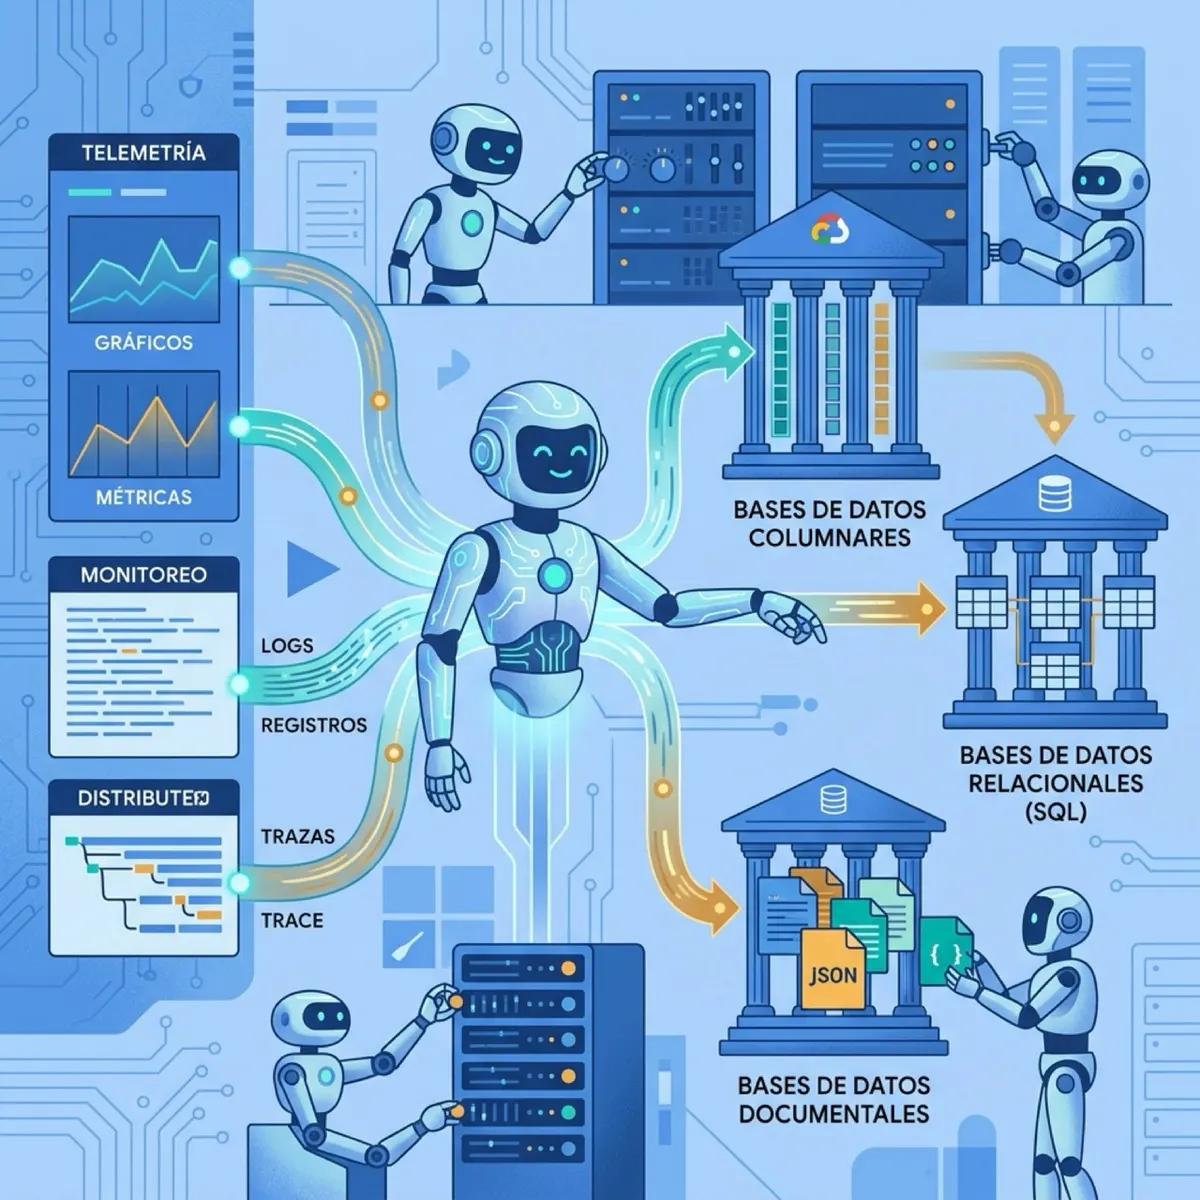 TELEMETRÍA
GRÁFICOS
MÉTRICAS
MONITOREO
LOGS
REGISTROS
TRAZAS
TRACE
BASES DE DATOS
COLUMNARES
BASES DE DATOS
RELACIONALES
(SQL)
JSON
{ }
BASES DE DATOS
DOCUMENTALES